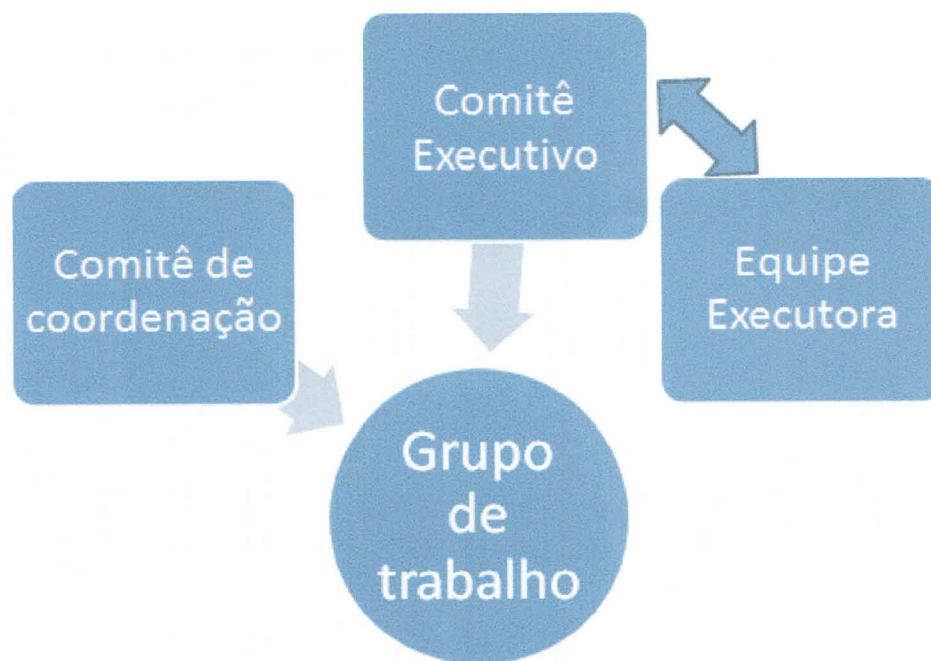 Comitê
Executivo
Comitê de
coordenação
Equipe
Executora
Grupo
de
trabalho